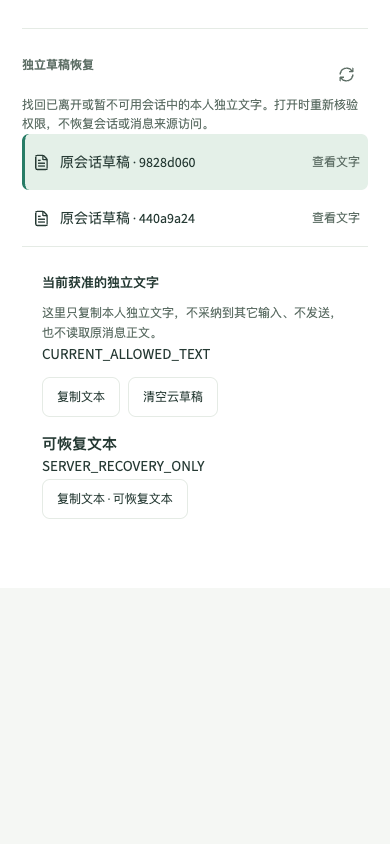 独立草稿恢复
找回已离开或暂不可用会话中的本人独立文字。打开时重新核验
权限，不恢复会话或消息来源访问。
原会话草稿 · 9828d060 查看文字
原会话草稿 · 440a9a24 查看文字
当前获准的独立文字
这里只复制本人独立文字，不采纳到其它输入、不发送，
也不读取原消息正文。
CURRENT_ALLOWED_TEXT
复制文本 清空云草稿
可恢复文本
SERVER_RECOVERY_ONLY
复制文本 · 可恢复文本